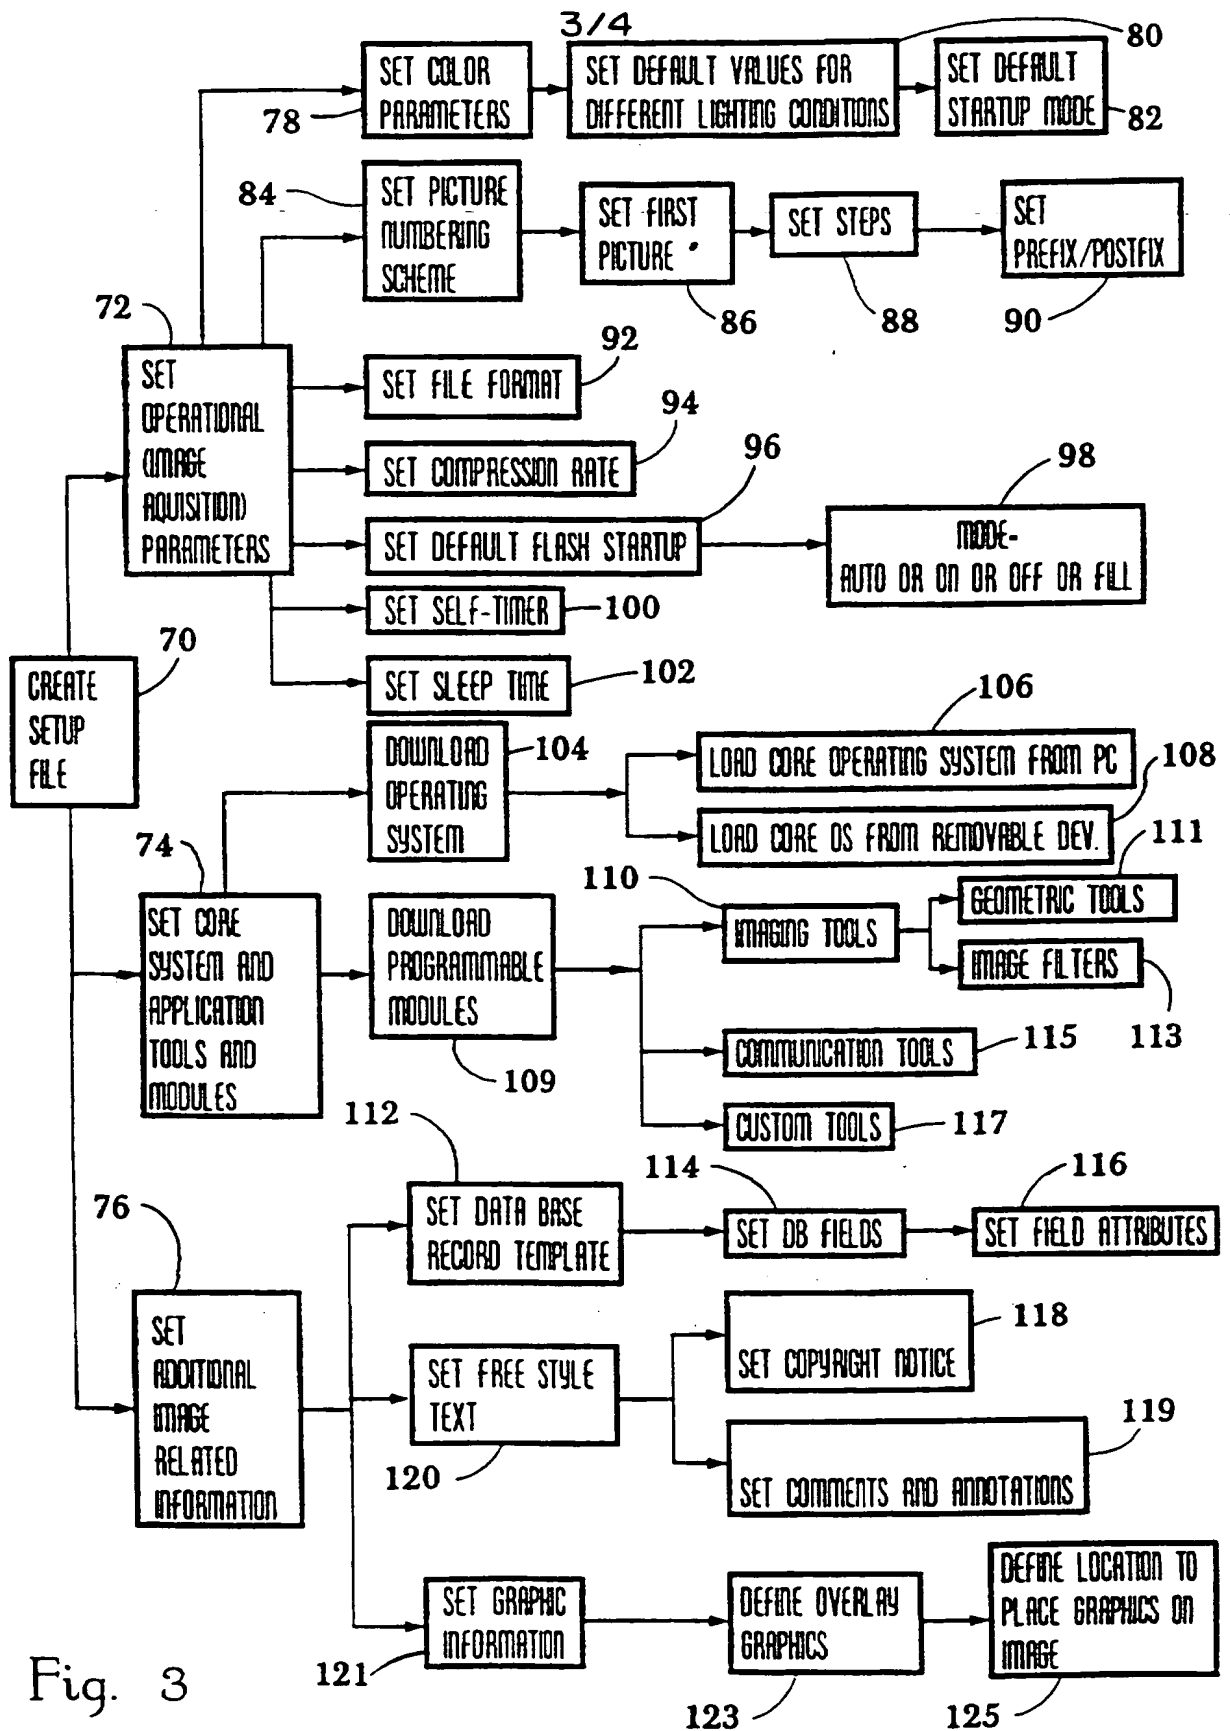 3/4
80
SET COLOR
PARAMETERS
78
SET DEFAULT VALUES FOR
DIFFERENT LIGHTING CONDITIONS
SET DEFAULT
STARTUP MODE
82
84
SET PICTURE
NUMBERING
SCHEME
SET FIRST
PICTURE
86
SET STEPS
88
SET
PREFIX/POSTFIX
90
72
SET
OPERATIONAL
(IMAGE
AQUISITION)
PARAMETERS
92
SET FILE FORMAT
94
SET COMPRESSION RATE
96
SET DEFAULT FLASH STARTUP
98
MODE-
AUTO OR ON OR OFF OR FILL
SET SELF-TIMER
100
SET SLEEP TIME
102
70
CREATE
SETUP
FILE
DOWNLOAD
OPERATING
SYSTEM
104
106
LOAD CORE OPERATING SYSTEM FROM PC
108
LOAD CORE OS FROM REMOVABLE DEV.
74
SET CORE
SYSTEM AND
APPLICATION
TOOLS AND
MODULES
DOWNLOAD
PROGRAMMABLE
MODULES
109
110
IMAGING TOOLS
111
GEOMETRIC TOOLS
IMAGE FILTERS
113
COMMUNICATION TOOLS
115
CUSTOM TOOLS
117
76
SET
ADDITIONAL
IMAGE
RELATED
INFORMATION
112
SET DATA BASE
RECORD TEMPLATE
114
SET DB FIELDS
116
SET FIELD ATTRIBUTES
SET FREE STYLE
TEXT
120
118
SET COPYRIGHT NOTICE
119
SET COMMENTS AND ANNOTATIONS
SET GRAPHIC
INFORMATION
121
DEFINE OVERLAY
GRAPHICS
123
DEFINE LOCATION TO
PLACE GRAPHICS ON
IMAGE
125
Fig. 3